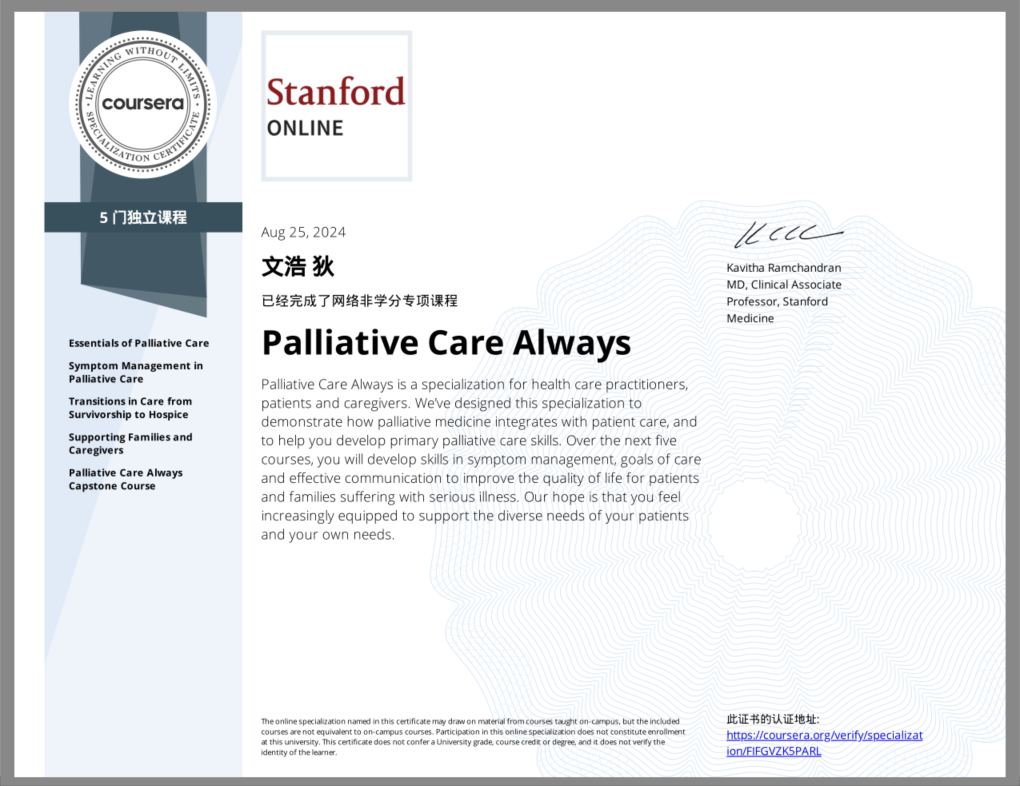 LEARNING WITHOUT LIMITS
coursera
SPECIALIZATION CERTIFICATE
5 门独立课程
Essentials of Palliative Care
Symptom Management in
Palliative Care
Transitions in Care from
Survivorship to Hospice
Supporting Families and
Caregivers
Palliative Care Always
Capstone Course
Stanford
ONLINE
Aug 25, 2024
文浩 狄
已经完成了网络非学分专项课程
Palliative Care Always
Palliative Care Always is a specialization for health care practitioners,
patients and caregivers. We’ve designed this specialization to
demonstrate how palliative medicine integrates with patient care, and
to help you develop primary palliative care skills. Over the next five
courses, you will develop skills in symptom management, goals of care
and effective communication to improve the quality of life for patients
and families suffering with serious illness. Our hope is that you feel
increasingly equipped to support the diverse needs of your patients
and your own needs.
Kavitha Ramchandran
MD, Clinical Associate
Professor, Stanford
Medicine
The online specialization named in this certificate may draw on material from courses taught on-campus, but the included
courses are not equivalent to on-campus courses. Participation in this online specialization does not constitute enrollment
at this university. This certificate does not confer a University grade, course credit or degree, and it does not verify the
identity of the learner.
此证书的认证地址:
https://coursera.org/verify/specializat
ion/FIFGVZK5PARL